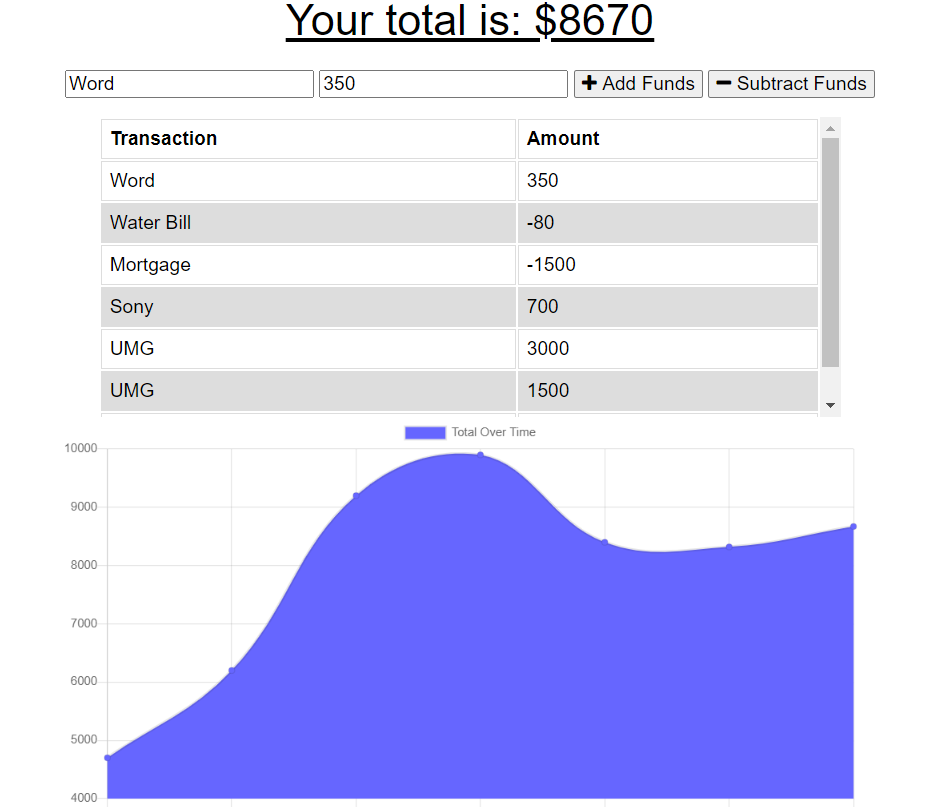 Your total is: $8670
Word 350 Add Funds Subtract Funds
Transaction Amount
Word 350
Water Bill -80
Mortgage -1500
Sony 700
UMG 3000
UMG 1500
Total Over Time
10000
9000
8000
7000
6000
5000
4000